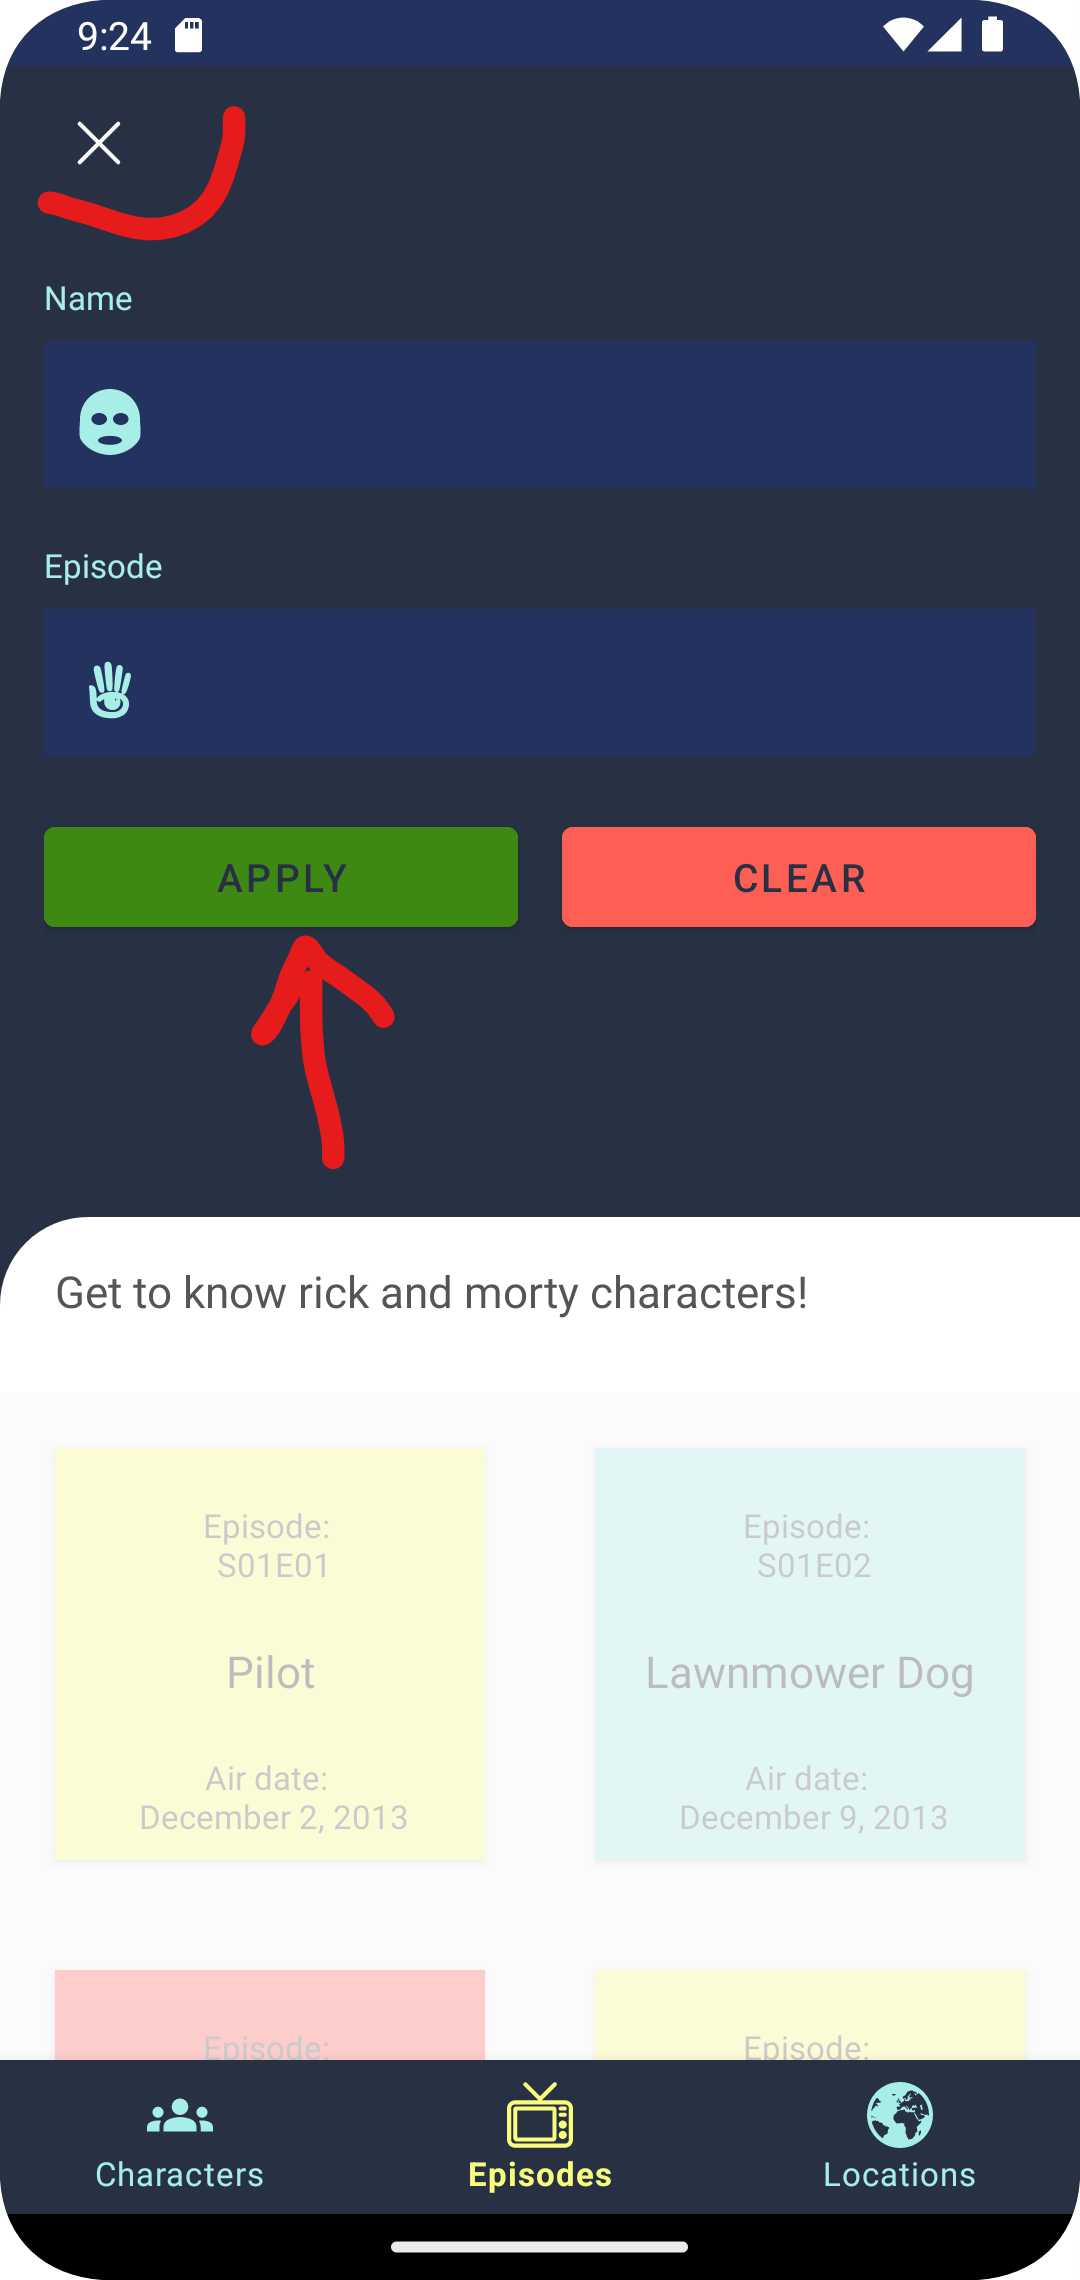 9:24
Name
Episode
APPLY
CLEAR
Get to know rick and morty characters!
Episode:
S01E01
Pilot
Air date:
December 2, 2013
Episode:
S01E02
Lawnmower Dog
Air date:
December 9, 2013
Episode:
Episode:
Characters
Episodes
Locations